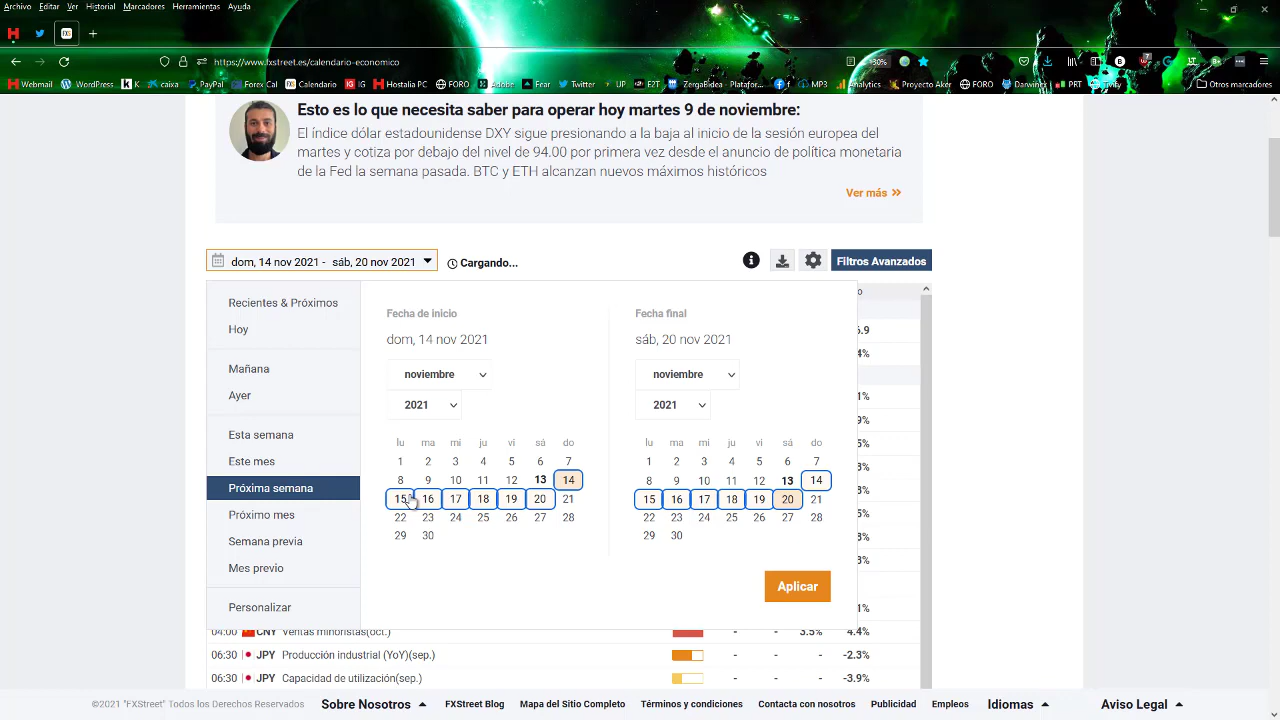 Archivo Editar Ver Historial Marcadores Herramientas Ayuda
https://www.fxstreet.es/calendario-economico
Webmail WordPress K caixa PayPal Forex Cal Calendario IG Hostalia PC FORO Adobe Fear Twitter UP E2T ZergaBidea - Platafor... MP3 Analytics Proyecto Aker FORO Darwinex PRT Otros marcadores
Esto es lo que necesita saber para operar hoy martes 9 de noviembre:
El índice dólar estadounidense DXY sigue presionando a la baja al inicio de la sesión europea del
martes y cotiza por debajo del nivel de 94.00 por primera vez desde el anuncio de política monetaria
de la Fed la semana pasada. BTC y ETH alcanzan nuevos máximos históricos
Ver más
dom, 14 nov 2021 - sáb, 20 nov 2021 Cargando... Filtros Avanzados
Recientes & Próximos
Hoy
Mañana
Ayer
Esta semana
Este mes
Próxima semana
Próximo mes
Semana previa
Mes previo
Personalizar
Fecha de inicio
dom, 14 nov 2021
noviembre
2021
lu ma mi ju vi sá do
1 2 3 4 5 6 7
8 9 10 11 12 13 14
15 16 17 18 19 20 21
22 23 24 25 26 27 28
29 30
Fecha final
sáb, 20 nov 2021
noviembre
2021
lu ma mi ju vi sá do
1 2 3 4 5 6 7
8 9 10 11 12 13 14
15 16 17 18 19 20 21
22 23 24 25 26 27 28
29 30
Aplicar
04:00 CNY Ventas minoristas(oct.) - - 3.5% 4.4%
06:30 JPY Producción industrial (YoY)(sep.) - - - -2.3%
06:30 JPY Capacidad de utilización(sep.) - - - -3.9%
©2021 "FXStreet" Todos los Derechos Reservados Sobre Nosotros FXStreet Blog Mapa del Sitio Completo Términos y condiciones Contacta con nosotros Publicidad Empleos Idiomas Aviso Legal